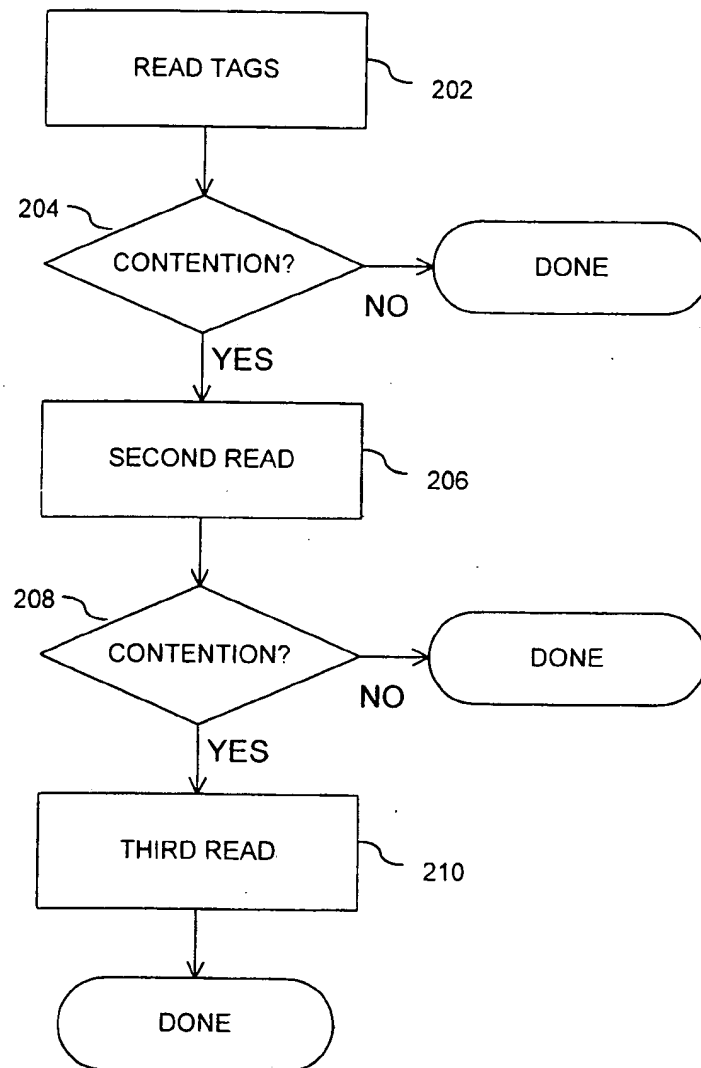 READ TAGS
202
204
CONTENTION?
DONE
NO
YES
SECOND READ
206
208
CONTENTION?
DONE
NO
YES
THIRD READ
210
DONE